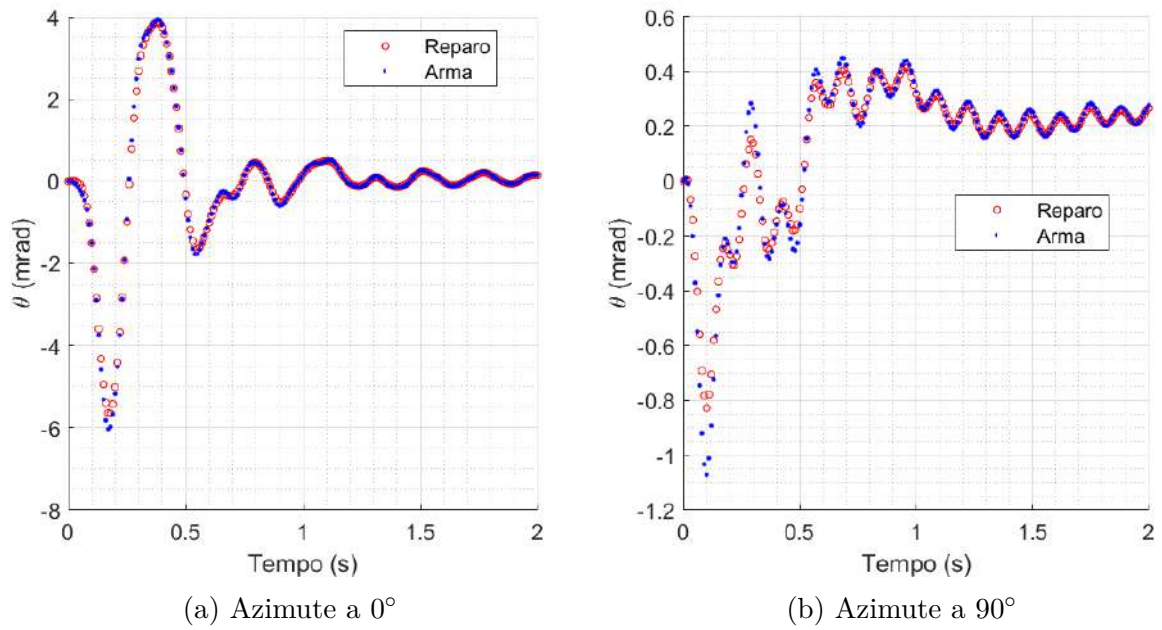 4
2
0
-2
-4
-6
-8
θ (mrad)
0
0.5
1
1.5
2
Tempo (s)
Reparo
Arma
(a) Azimute a 0°
0.6
0.4
0.2
0
-0.2
-0.4
-0.6
-0.8
-1
-1.2
θ (mrad)
0
0.5
1
1.5
2
Tempo (s)
Reparo
Arma
(b) Azimute a 90°